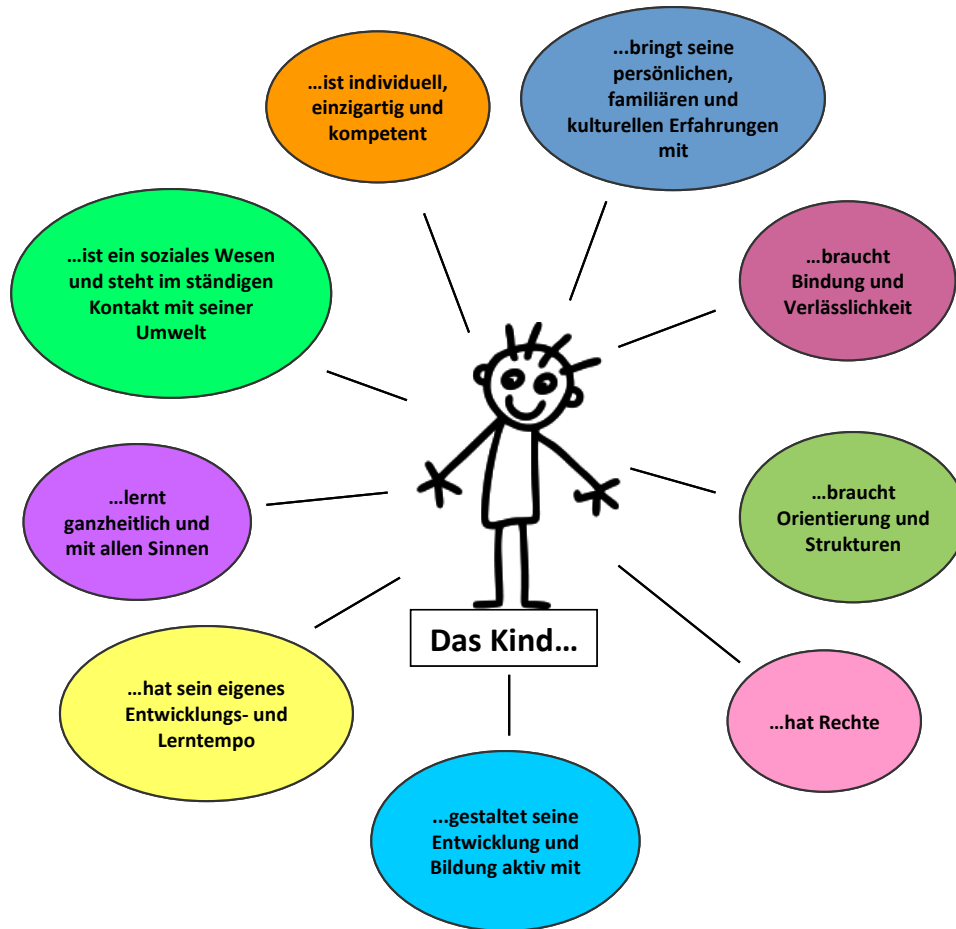 ...ist individuell,
einzigartig und
kompetent
...bringt seine
persönlichen,
familiären und
kulturellen Erfahrungen
mit
...ist ein soziales Wesen
und steht im ständigen
Kontakt mit seiner
Umwelt
...braucht
Bindung und
Verlässlichkeit
...lernt
ganzheitlich und
mit allen Sinnen
...braucht
Orientierung und
Strukturen
Das Kind...
...hat sein eigenes
Entwicklungs- und
Lerntempo
...hat Rechte
...gestaltet seine
Entwicklung und
Bildung aktiv mit